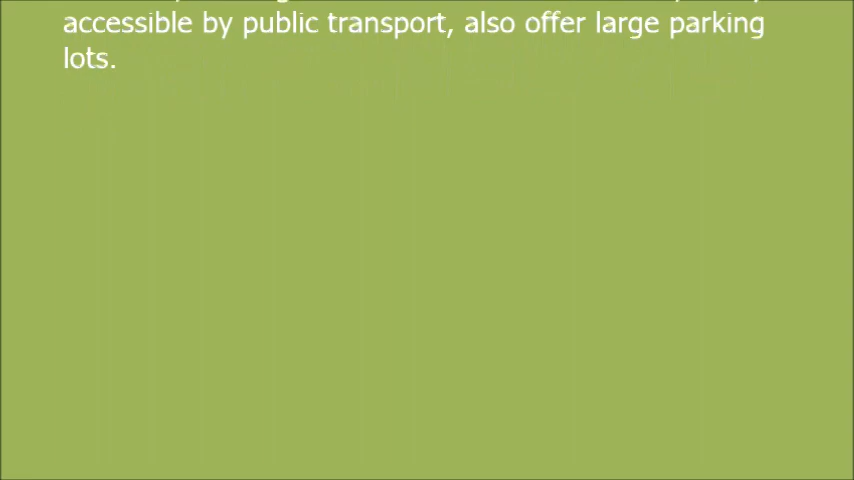 accessible by public transport, also offer large parking
lots.